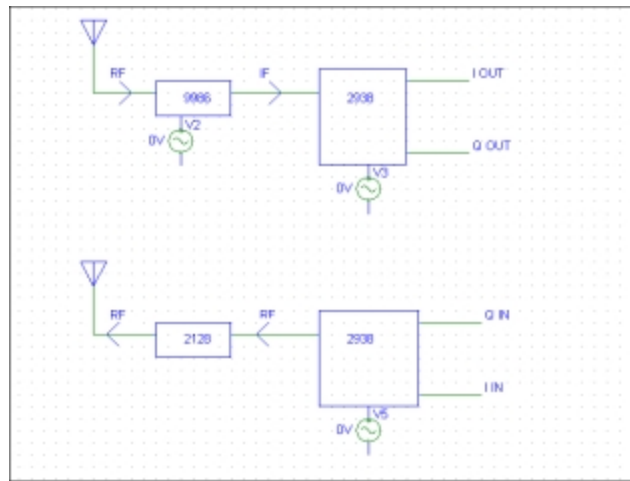 RF
IF
I OUT
9986
2938
V2
0V
Q OUT
V3
0V
RF
RF
Q IN
2128
2938
I IN
V5
0V